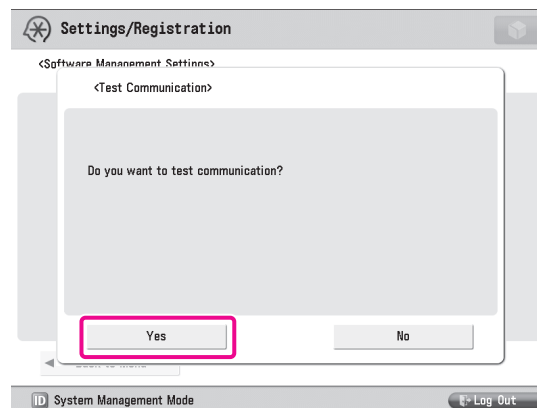 Settings/Registration
<Software Management Settings>
<Test Communication>
Do you want to test communication?
Yes
No
ID System Management Mode
Log Out